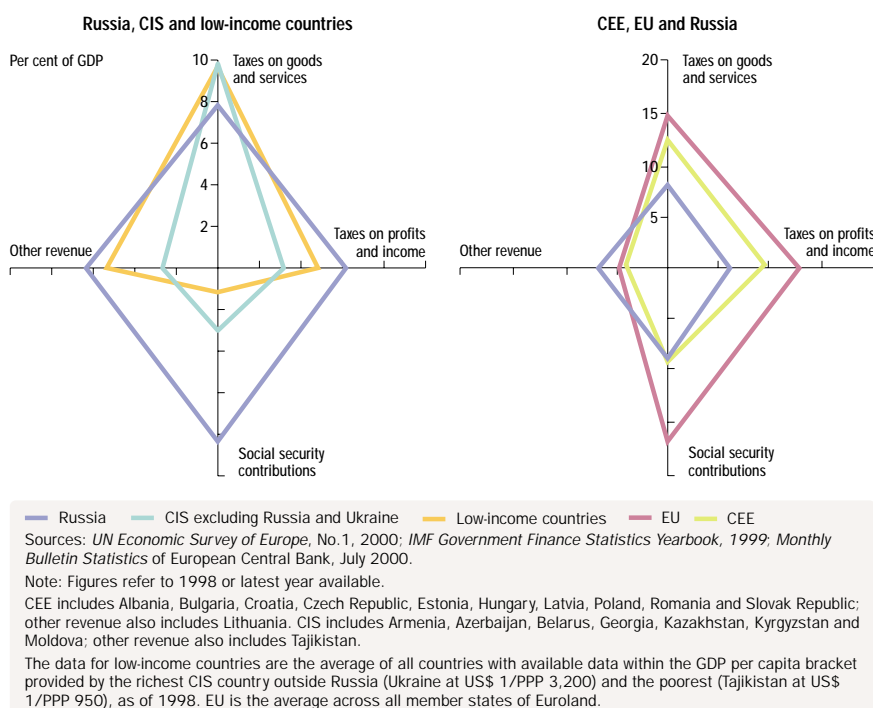 Russia, CIS and low-income countries
Per cent of GDP
10
8
6
4
2
Taxes on goods
and services
Other revenue
Taxes on profits
and income
Social security
contributions
CEE, EU and Russia
20
15
10
5
Taxes on goods
and services
Other revenue
Taxes on profits
and income
Social security
contributions
Russia CIS excluding Russia and Ukraine Low-income countries EU CEE
Sources: UN Economic Survey of Europe, No.1, 2000; IMF Government Finance Statistics Yearbook, 1999; Monthly
Bulletin Statistics of European Central Bank, July 2000.
Note: Figures refer to 1998 or latest year available.
CEE includes Albania, Bulgaria, Croatia, Czech Republic, Estonia, Hungary, Latvia, Poland, Romania and Slovak Republic;
other revenue also includes Lithuania. CIS includes Armenia, Azerbaijan, Belarus, Georgia, Kazakhstan, Kyrgyzstan and
Moldova; other revenue also includes Tajikistan.
The data for low-income countries are the average of all countries with available data within the GDP per capita bracket
provided by the richest CIS country outside Russia (Ukraine at US$ 1/PPP 3,200) and the poorest (Tajikistan at US$
1/PPP 950), as of 1998. EU is the average across all member states of Euroland.